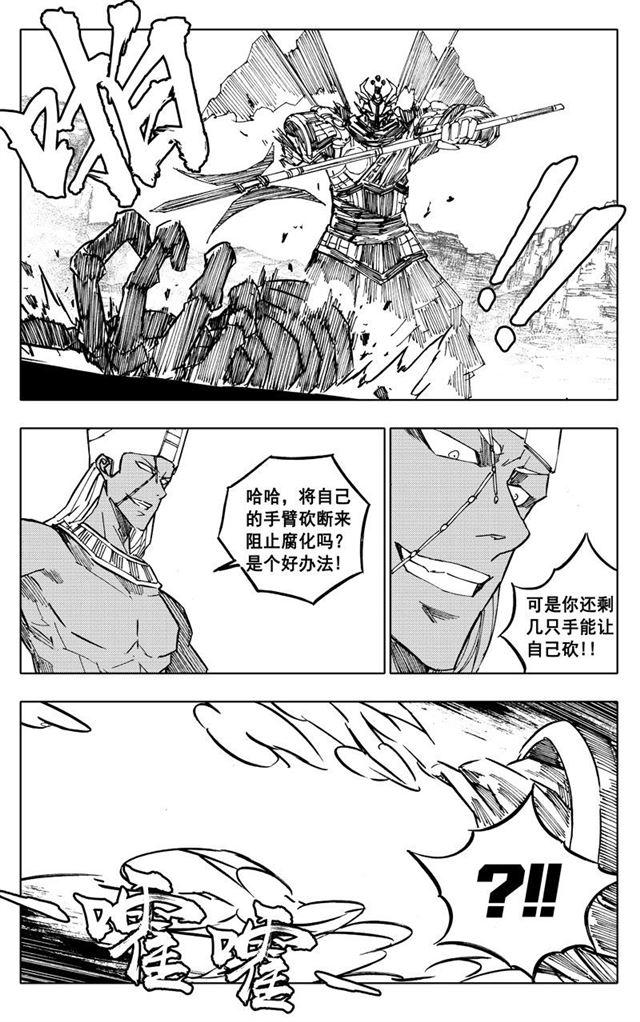 !!
哈哈，将自己
的手臂砍断来
阻止腐化吗？
是个好办法！
可是你还剩
几只手能让
自己砍！！
?!!
嚯
嚯